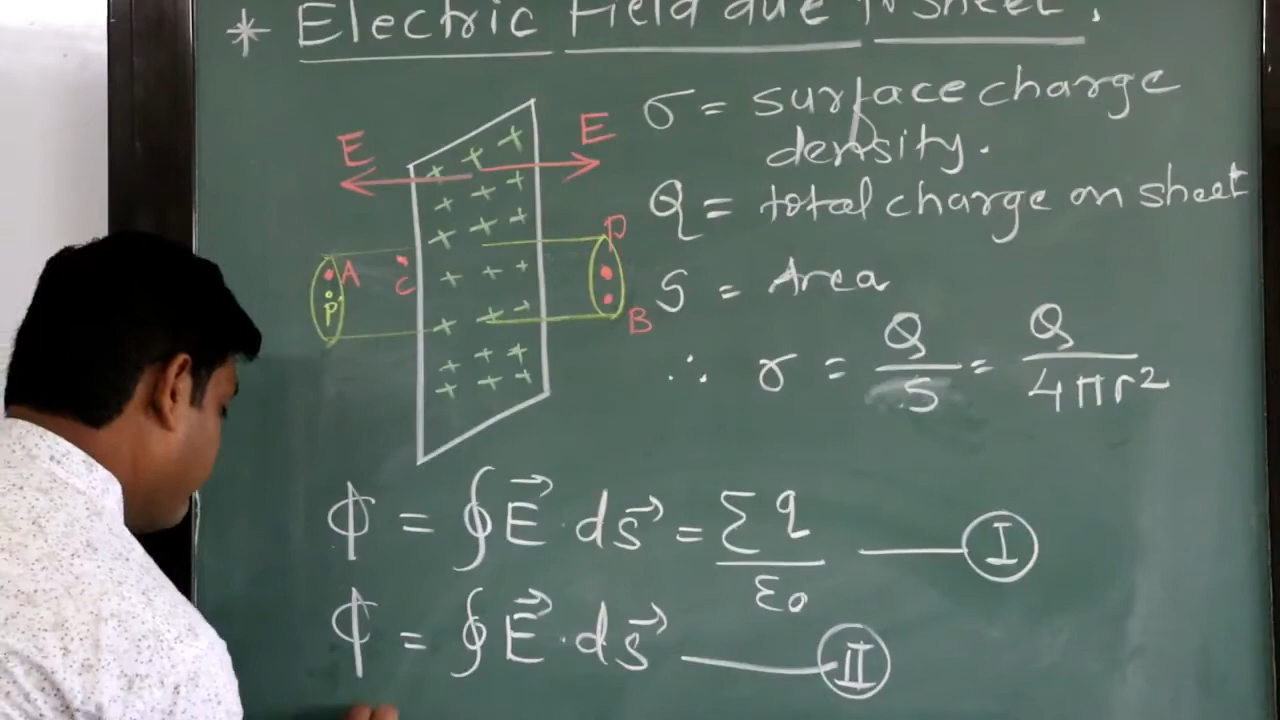 * Electric Field due to sheet.
σ = surface charge
density.
Q = total charge on sheet
S = Area
∴ σ = Q/S = Q/4πr²
E E
A C P
P' B
ϕ = ∮E⃗·ds⃗ = Σq/ε₀ — I
ϕ = ∮E⃗·ds⃗ — II